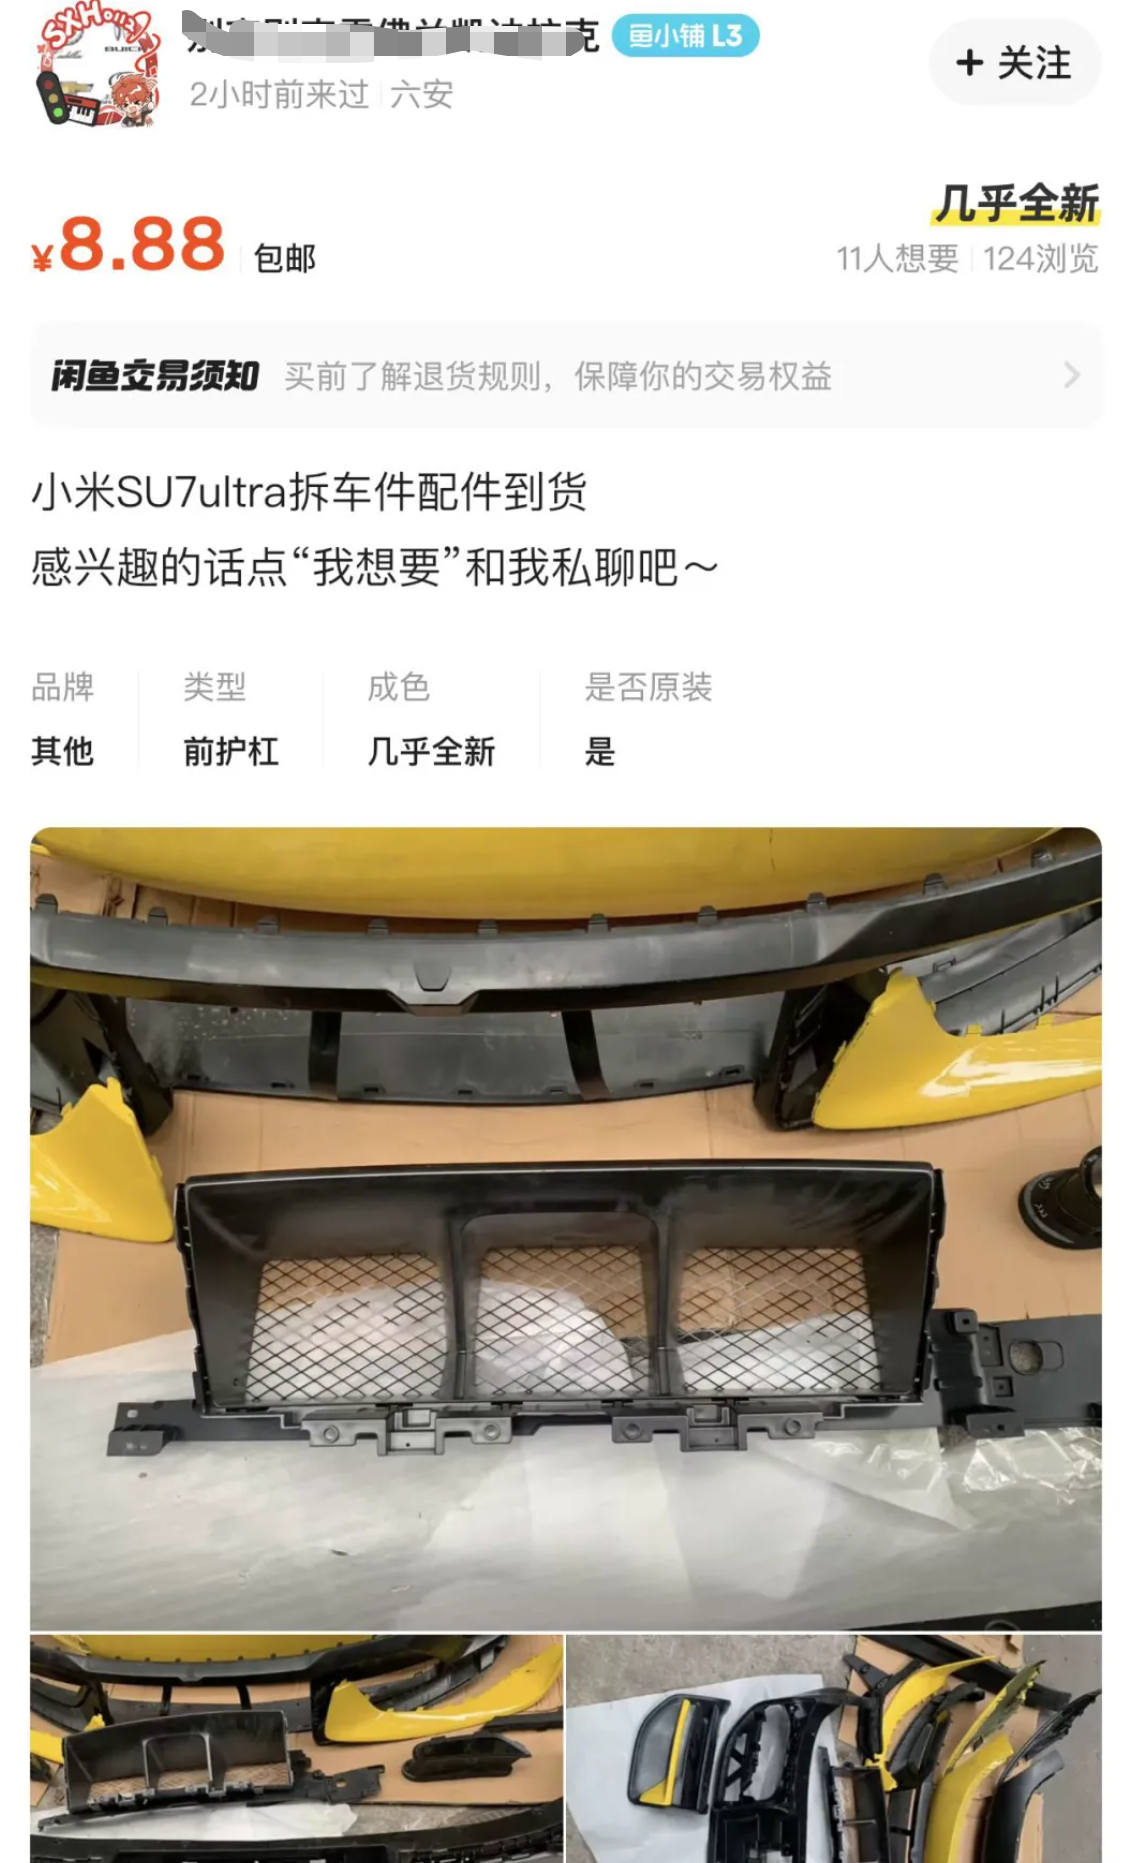 SXH0112
BUICK
鱼小铺 L3
+ 关注
2小时前来过 六安
¥8.88 包邮
几乎全新
11人想要 124浏览
闲鱼交易须知 买前了解退货规则，保障你的交易权益
小米SU7ultra拆车件配件到货
感兴趣的话点“我想要”和我私聊吧～
品牌 类型 成色 是否原装
其他 前护杠 几乎全新 是